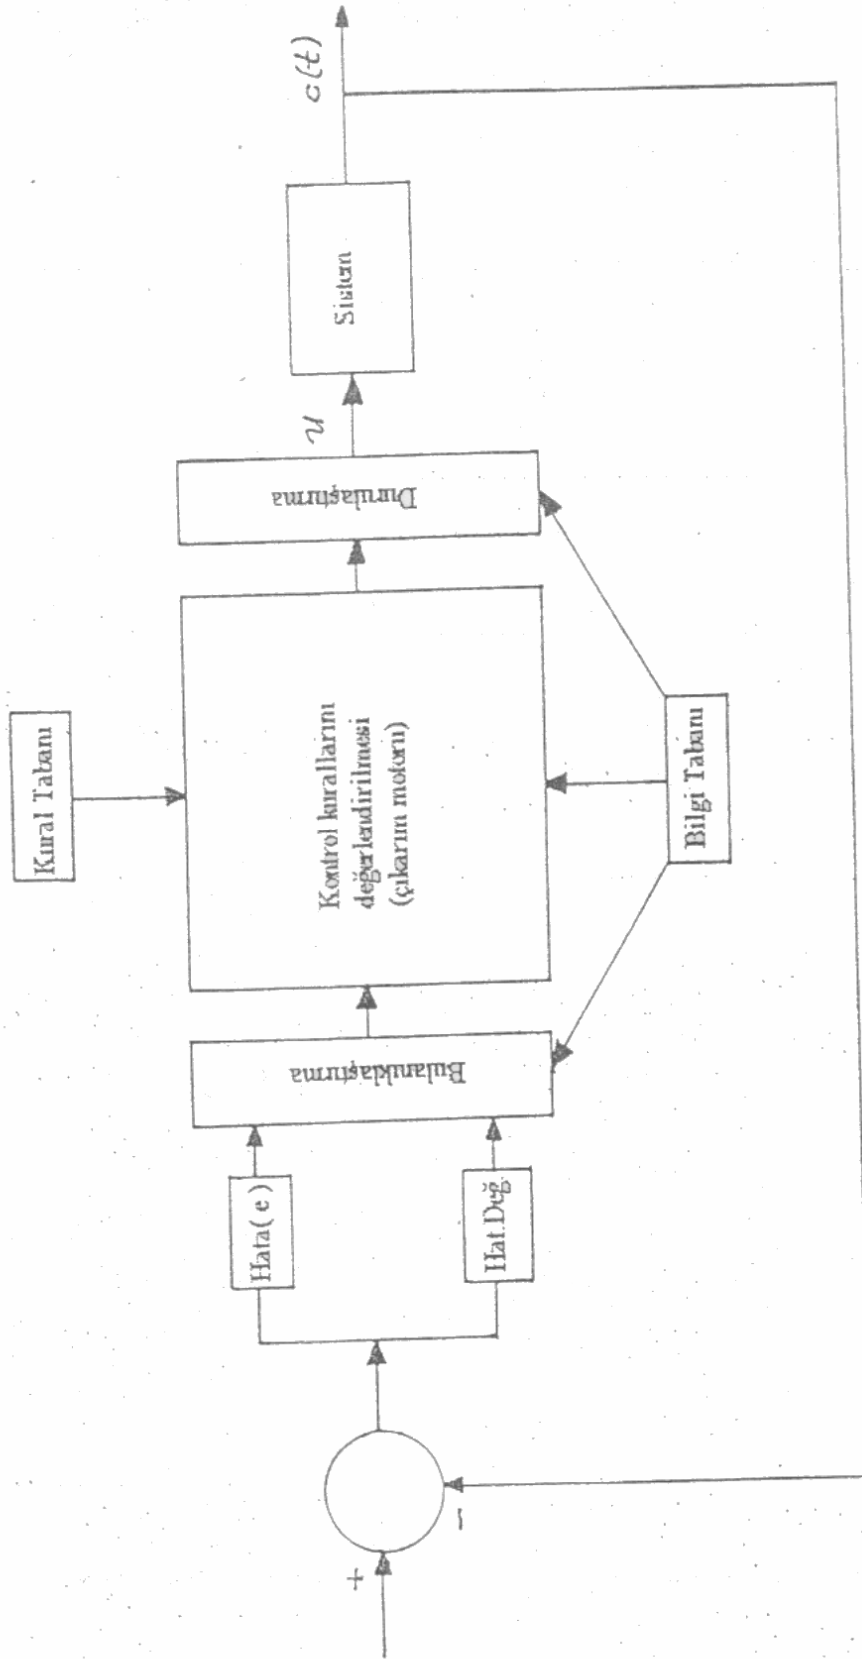 Kural Tabanı
+
-
Hata( e )
Hat.Değ.
Bulanıklaştırma
Kontrol kurallarını
değerlendirilmesi
(çıkarım motoru)
Durulaştırma
u
Sistem
c(t)
Bilgi Tabanı